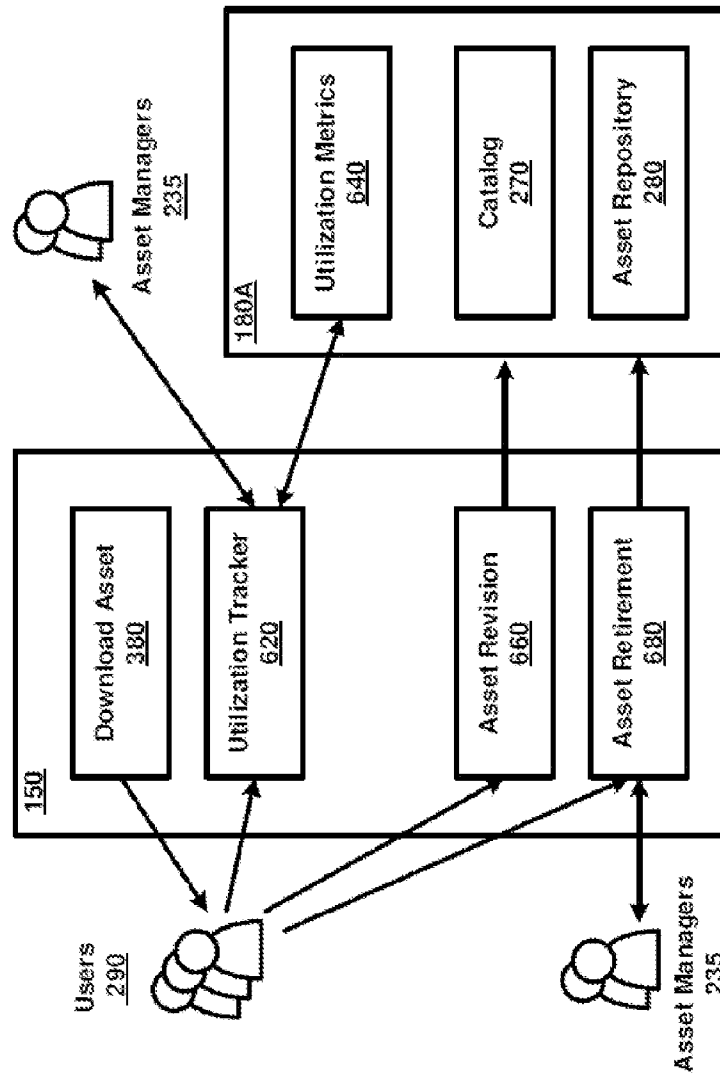 Users
290
Asset Managers
235
150
Download Asset
380
Utilization Tracker
620
Asset Revision
660
Asset Retirement
680
Asset Managers
235
180A
Utilization Metrics
640
Catalog
270
Asset Repository
280